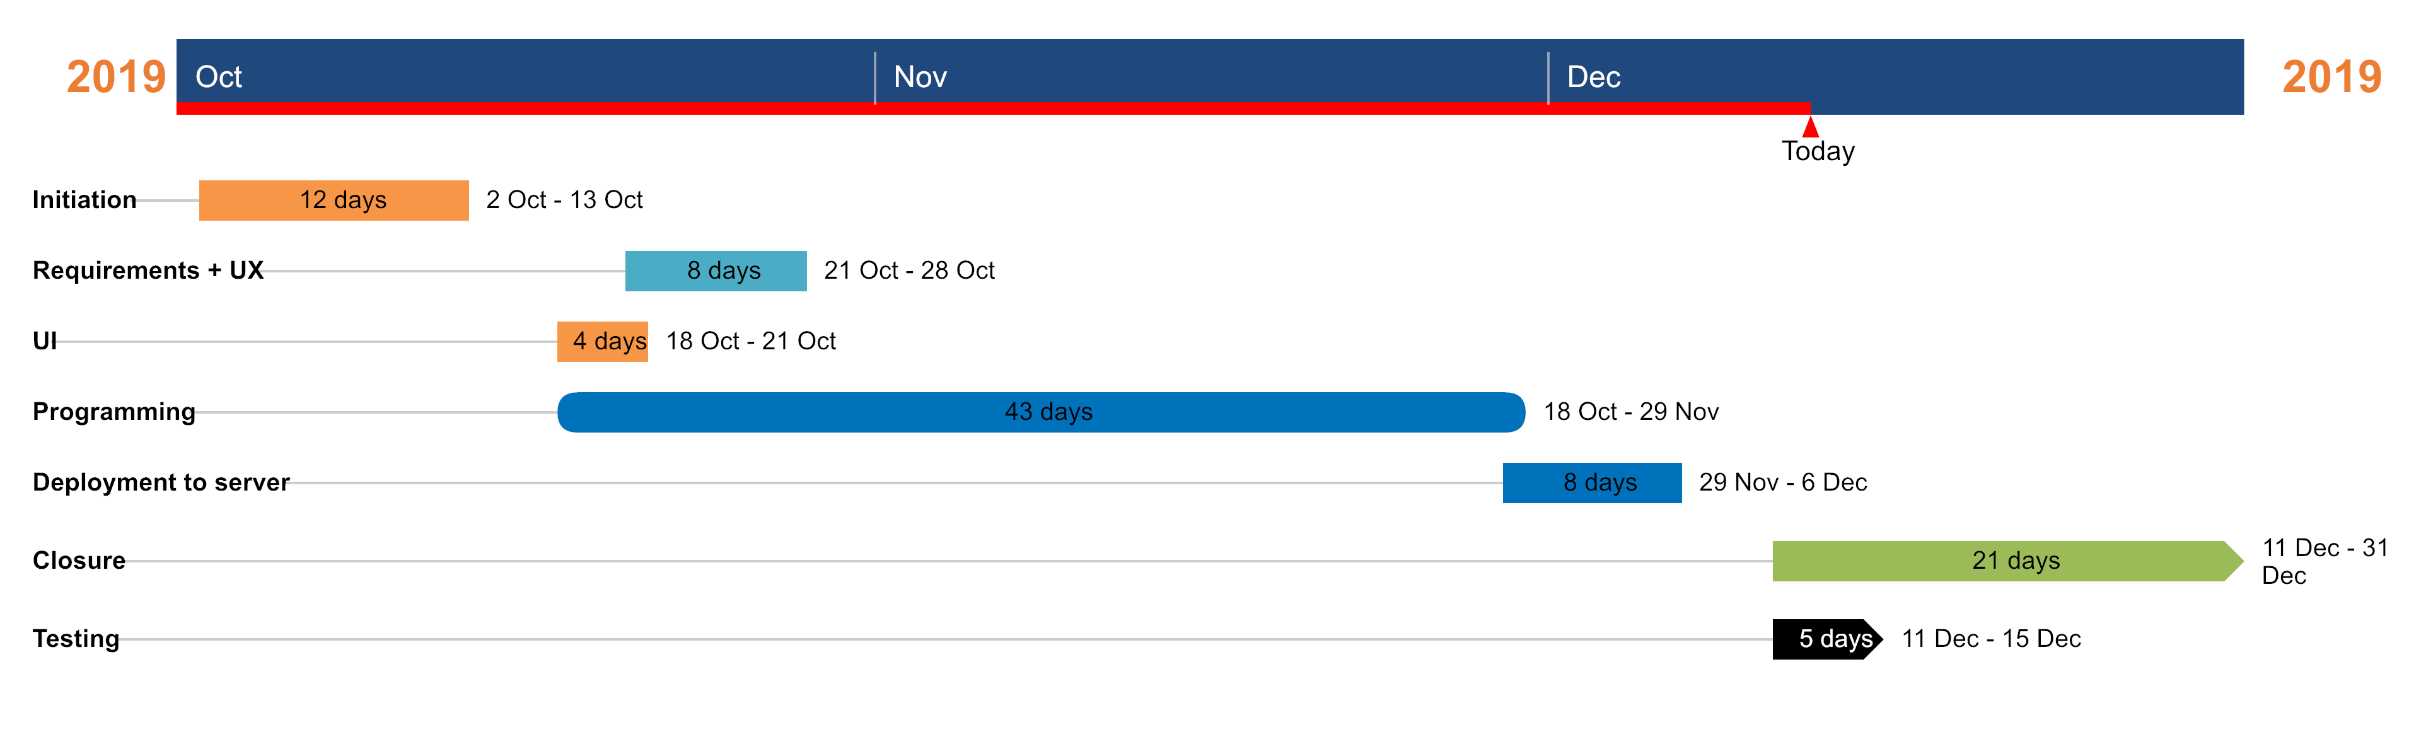 2019 Oct Nov Dec 2019
Today
Initiation 12 days 2 Oct - 13 Oct
Requirements + UX 8 days 21 Oct - 28 Oct
UI 4 days 18 Oct - 21 Oct
Programming 43 days 18 Oct - 29 Nov
Deployment to server 8 days 29 Nov - 6 Dec
Closure 21 days 11 Dec - 31
Dec
Testing 5 days 11 Dec - 15 Dec